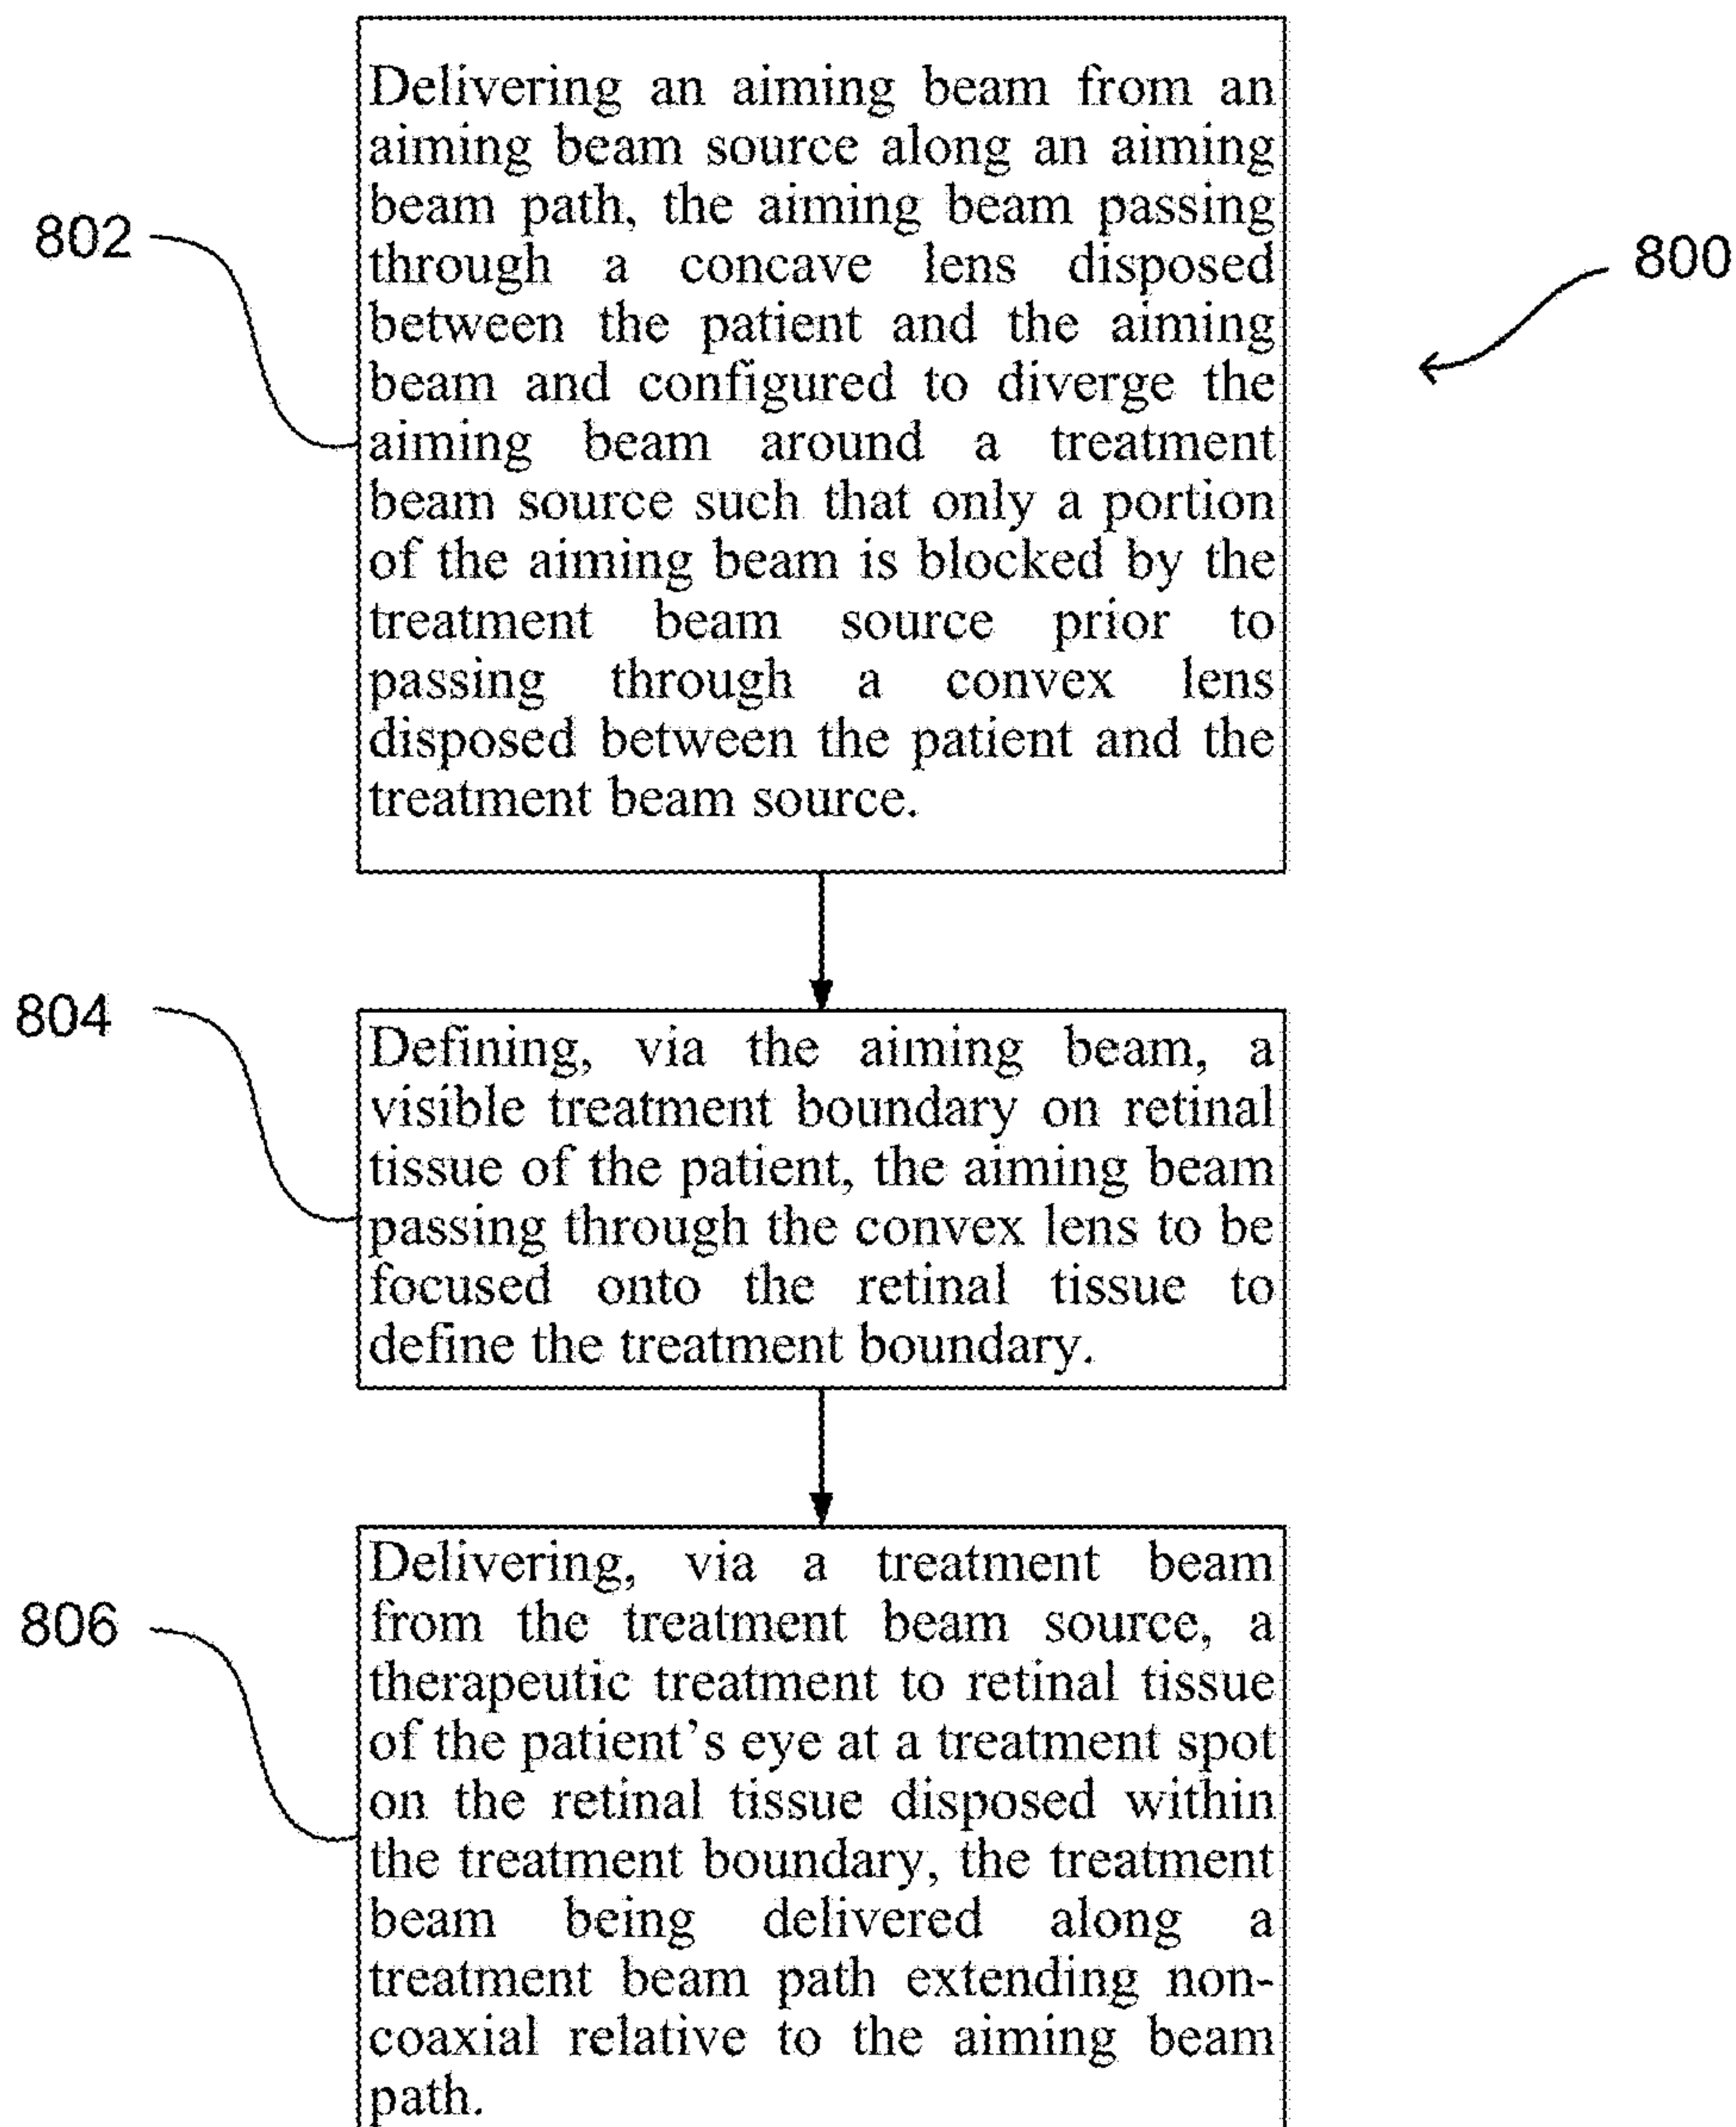 Delivering an aiming beam from an
aiming beam source along an aiming
beam path, the aiming beam passing
through a concave lens disposed
between the patient and the aiming
beam and configured to diverge the
aiming beam around a treatment
beam source such that only a portion
of the aiming beam is blocked by the
treatment beam source prior to
passing through a convex lens
disposed between the patient and the
treatment beam source.
802
800
Defining, via the aiming beam, a
visible treatment boundary on retinal
tissue of the patient, the aiming beam
passing through the convex lens to be
focused onto the retinal tissue to
define the treatment boundary.
804
Delivering, via a treatment beam
from the treatment beam source, a
therapeutic treatment to retinal tissue
of the patient’s eye at a treatment spot
on the retinal tissue disposed within
the treatment boundary, the treatment
beam being delivered along a
treatment beam path extending non-
coaxial relative to the aiming beam
path.
806